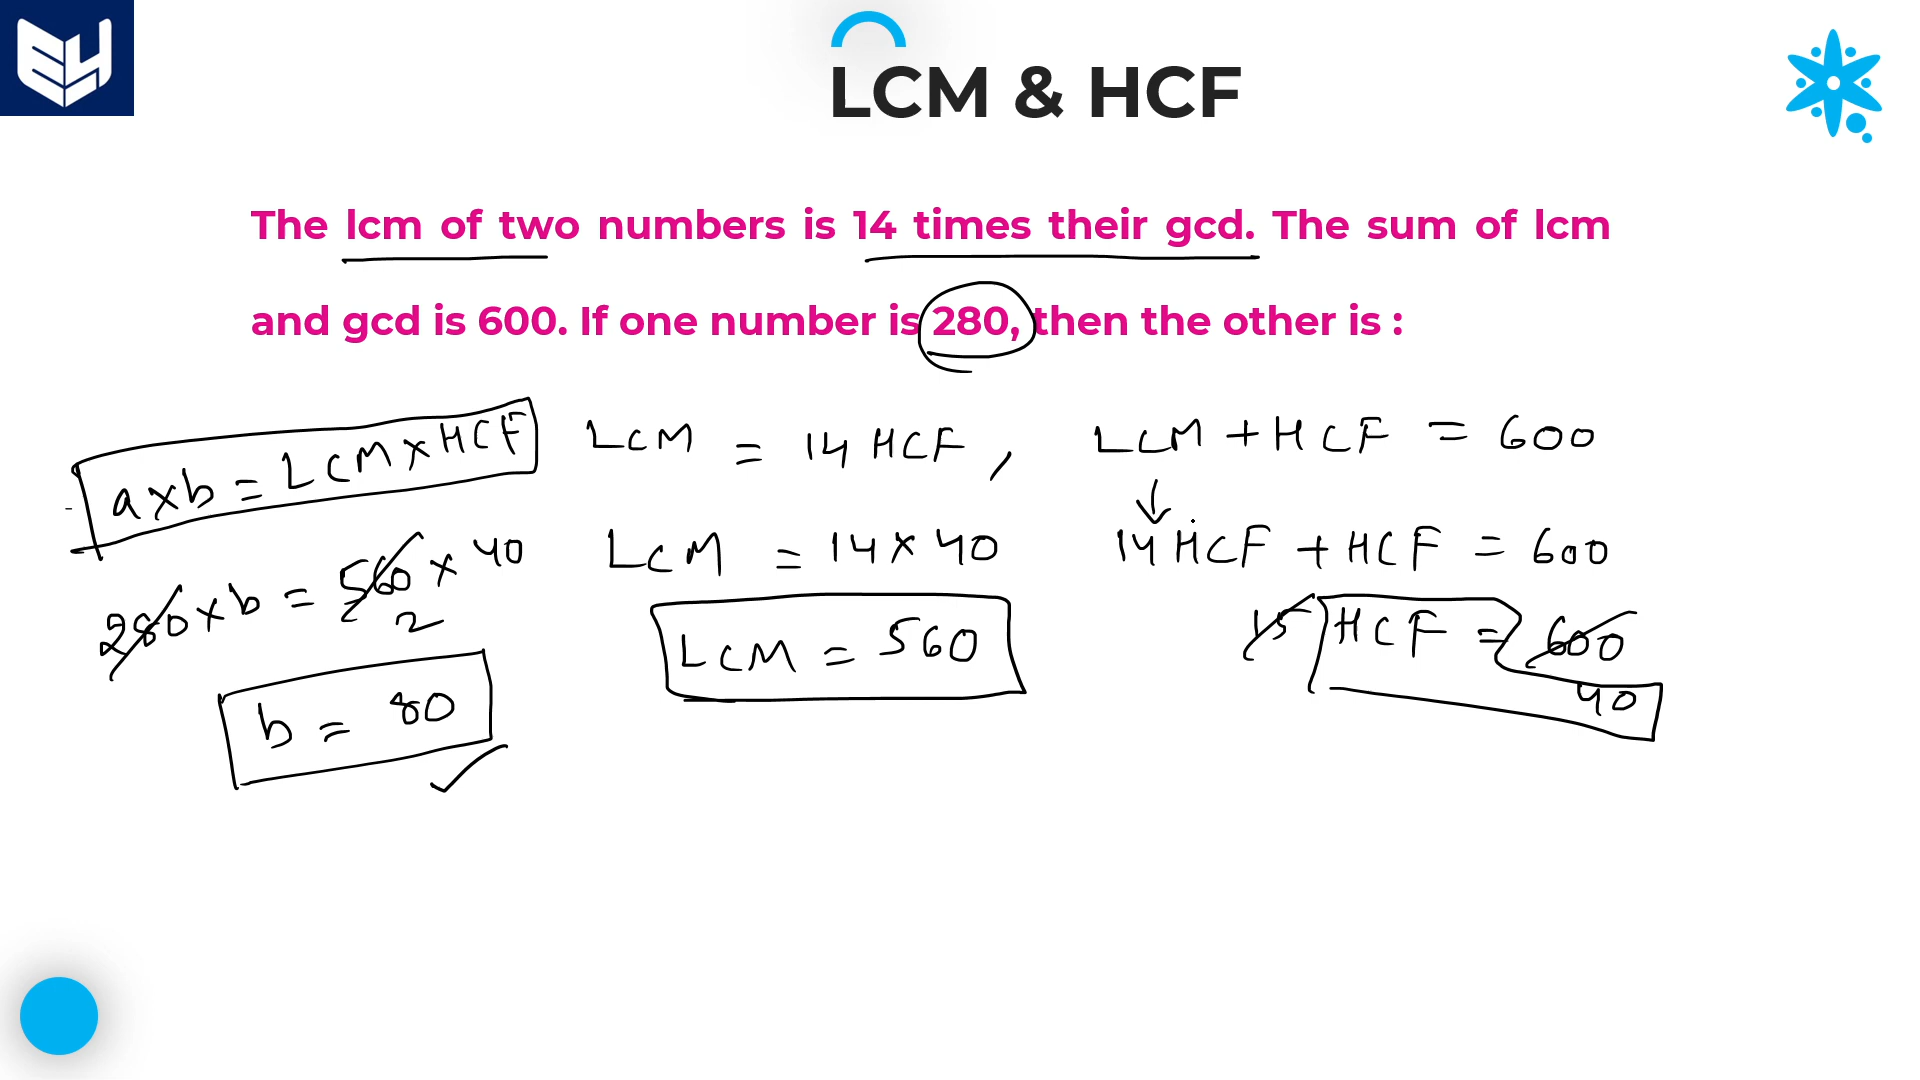 LCM & HCF
The lcm of two numbers is 14 times their gcd. The sum of lcm
and gcd is 600. If one number is 280, then the other is :
a×b = LCM×HCF
280×b = 560 × 40
2
b = 80
LCM = 14 HCF,
LCM = 14 × 40
LCM = 560
LCM + HCF = 600
14 HCF + HCF = 600
15 HCF = 600
40